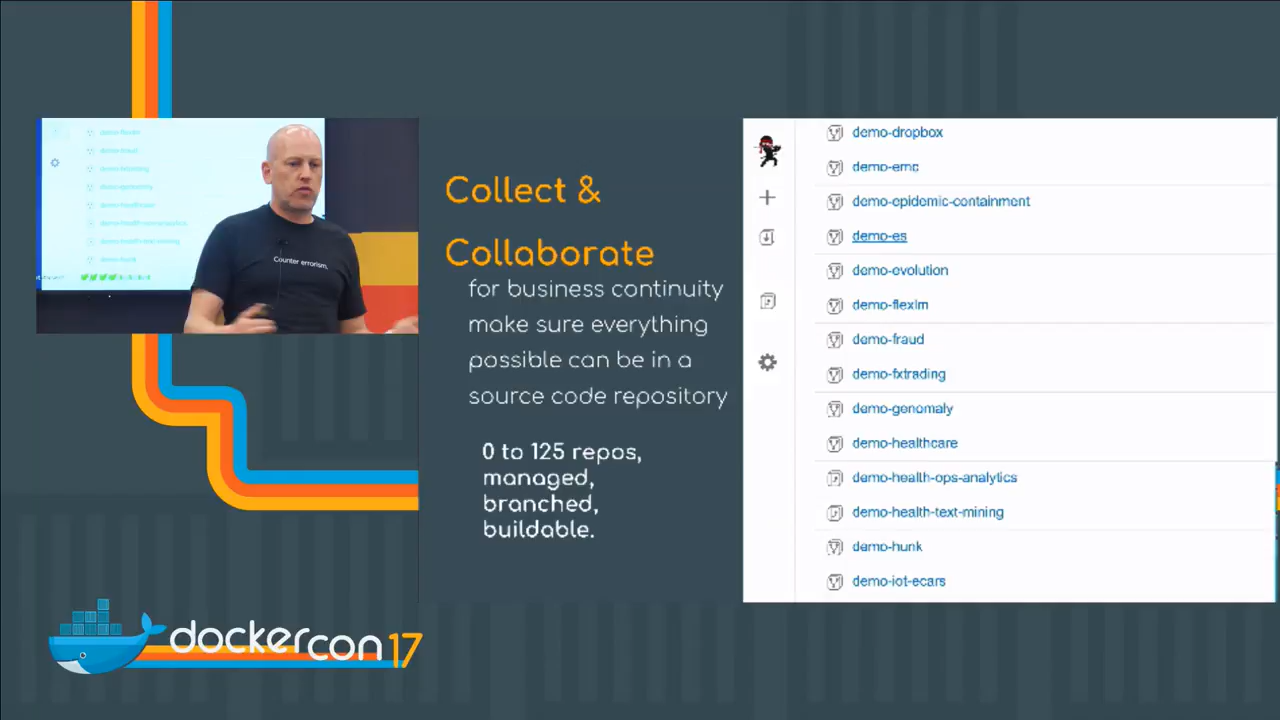 Counter errorism.
Collect &
Collaborate
for business continuity
make sure everything
possible can be in a
source code repository
0 to 125 repos,
managed,
branched,
buildable.
demo-dropbox
demo-emc
demo-epidemic-containment
demo-es
demo-evolution
demo-flexlm
demo-fraud
demo-fxtrading
demo-genomaly
demo-healthcare
demo-health-ops-analytics
demo-health-text-mining
demo-hunk
demo-iot-ecars
dockercon 17